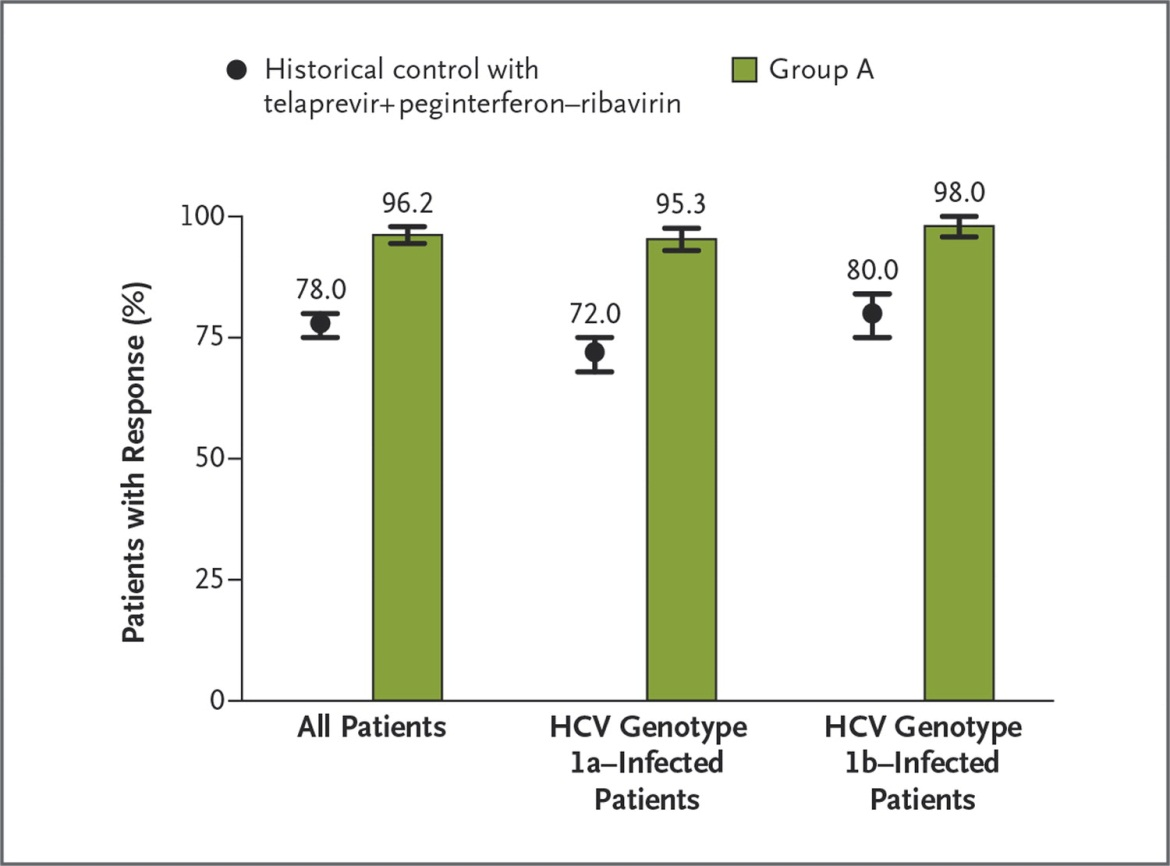 Historical control with
telaprevir+peginterferon–ribavirin
Group A
Patients with Response (%)
100
75
50
25
0
78.0
96.2
72.0
95.3
80.0
98.0
All Patients
HCV Genotype
1a–Infected
Patients
HCV Genotype
1b–Infected
Patients